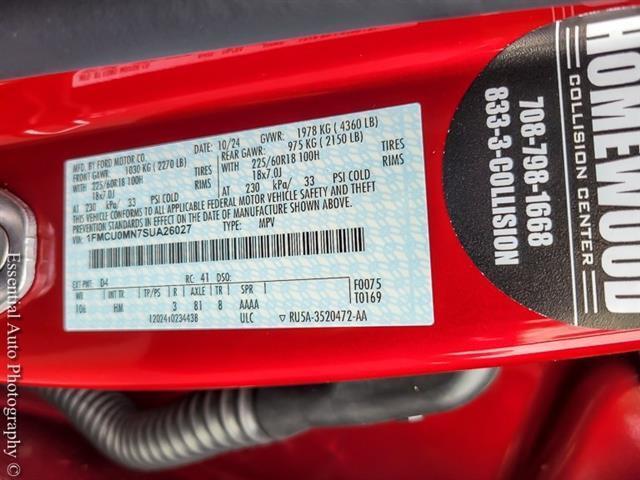 MFD. BY FORD MOTOR CO.
DATE: 10/24
GVWR: 1978 KG ( 4360 LB)
FRONT GAWR: 1030 KG ( 2270 LB)
REAR GAWR: 975 KG ( 2150 LB)
WITH 225/60R18 100H TIRES
WITH 225/60R18 100H TIRES
18x7.0J RIMS
18x7.0J RIMS
AT 230 kPa/ 33 PSI COLD
AT 230 kPa/ 33 PSI COLD
THIS VEHICLE CONFORMS TO ALL APPLICABLE FEDERAL MOTOR VEHICLE SAFETY AND THEFT
PREVENTION STANDARDS IN EFFECT ON THE DATE OF MANUFACTURE SHOWN ABOVE.
VIN: 1FMCU0MN7SUA26027
TYPE: MPV
EXT PNT: D4 RC: 41 DSO: F0075
WB INT TR TP/PS R AXLE TR SPR T0169
106 HM 3 81 8 AAAA
12024102344438 ULC ▽ RU5A-3520472-AA
HOMEWOOD
COLLISION CENTER
708-798-1668
833-3-COLLISION
Essential Auto Photography ©